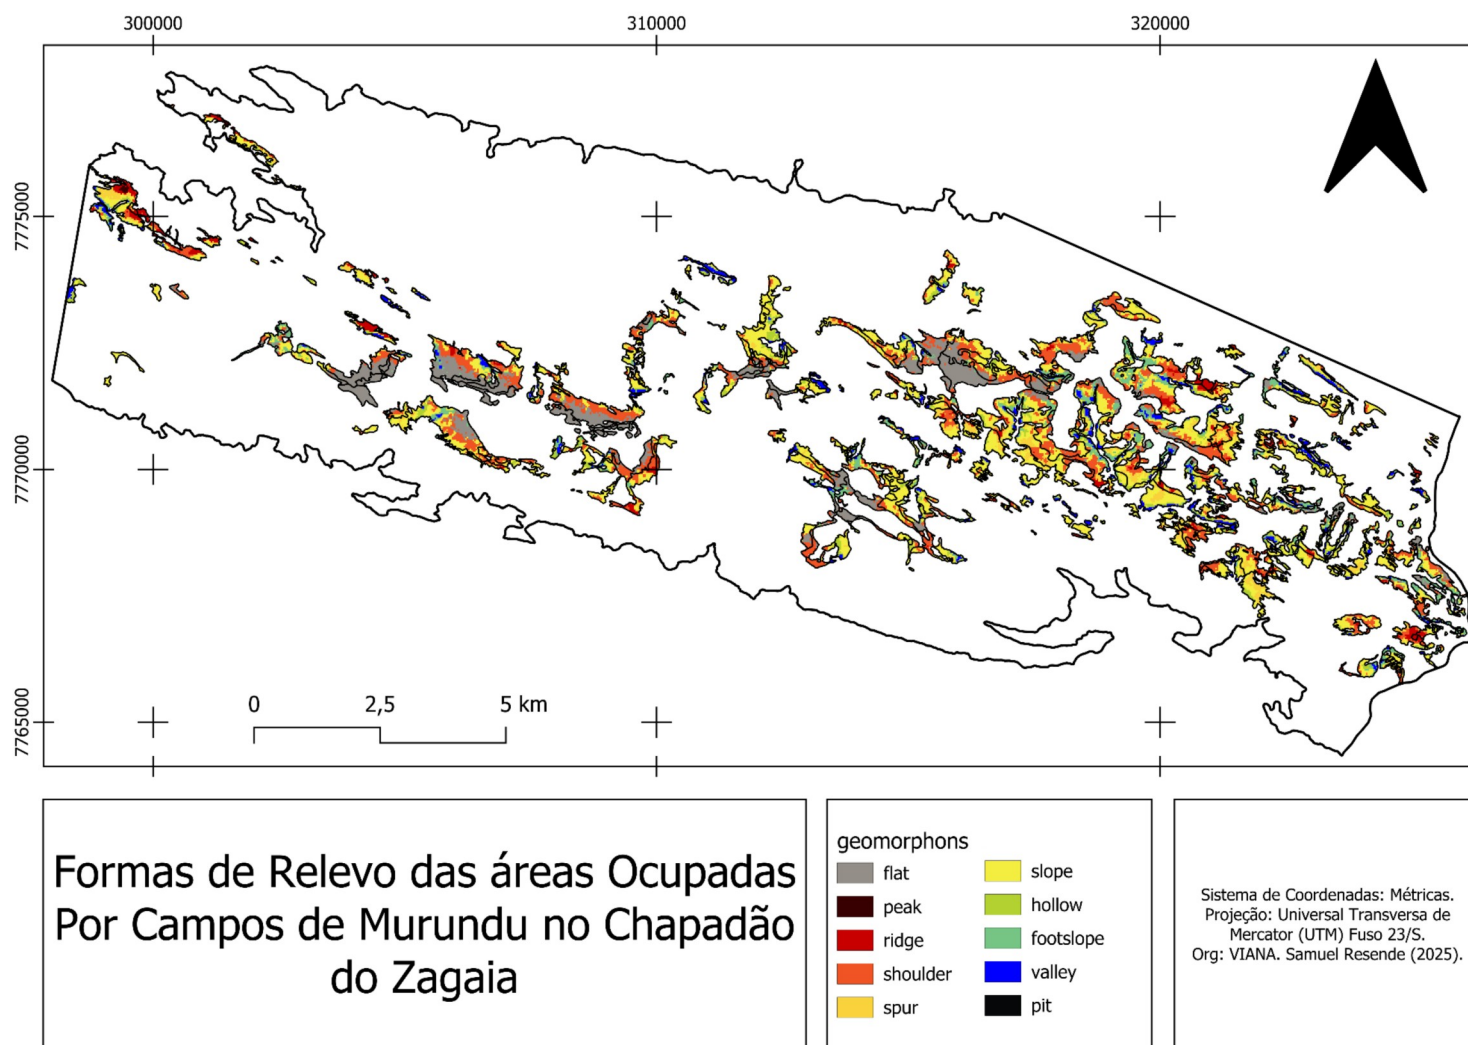 300000
310000
320000
7775000
7770000
7765000
0 2,5 5 km
Formas de Relevo das áreas Ocupadas
Por Campos de Murundu no Chapadão
do Zagaia
geomorphons
flat
peak
ridge
shoulder
spur
slope
hollow
footslope
valley
pit
Sistema de Coordenadas: Métricas.
Projeção: Universal Transversa de
Mercator (UTM) Fuso 23/S.
Org: VIANA. Samuel Resende (2025).